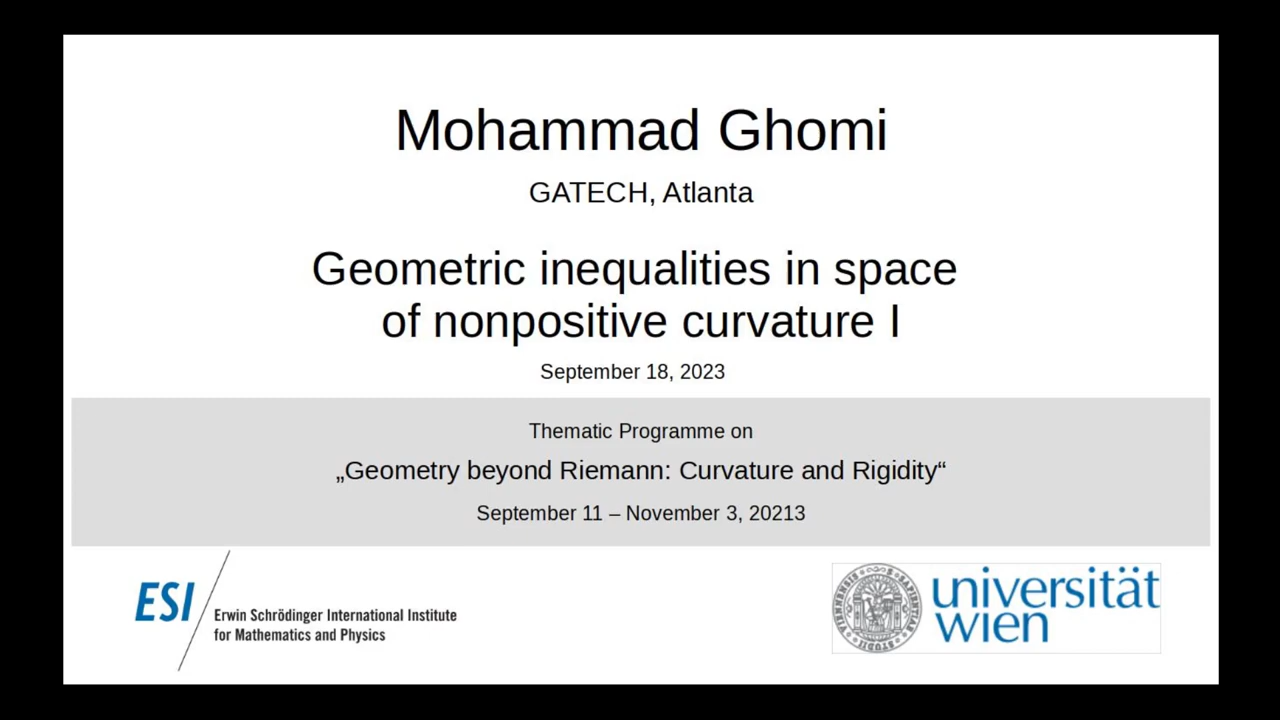 Mohammad Ghomi
GATECH, Atlanta
Geometric inequalities in space
of nonpositive curvature I
September 18, 2023
Thematic Programme on
„Geometry beyond Riemann: Curvature and Rigidity“
September 11 – November 3, 20213
ESI
Erwin Schrödinger International Institute
for Mathematics and Physics
universität
wien